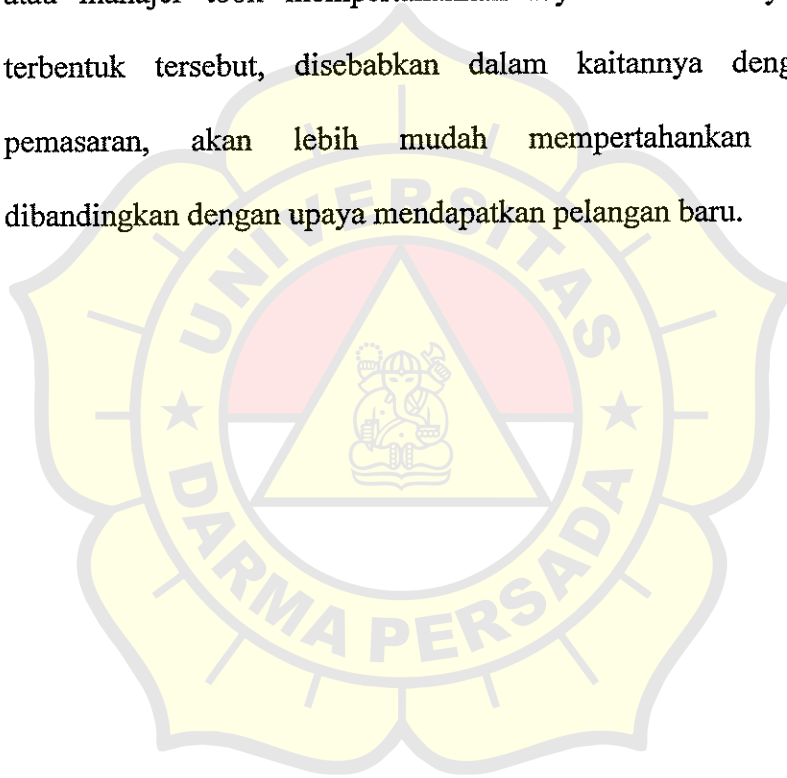 terbentuk tersebut, disebabkan dalam kaitannya deng
pemasaran, akan lebih mudah mempertahankan
dibandingkan dengan upaya mendapatkan pelangan baru.
UNIVERSITAS
DARMA PERSADA